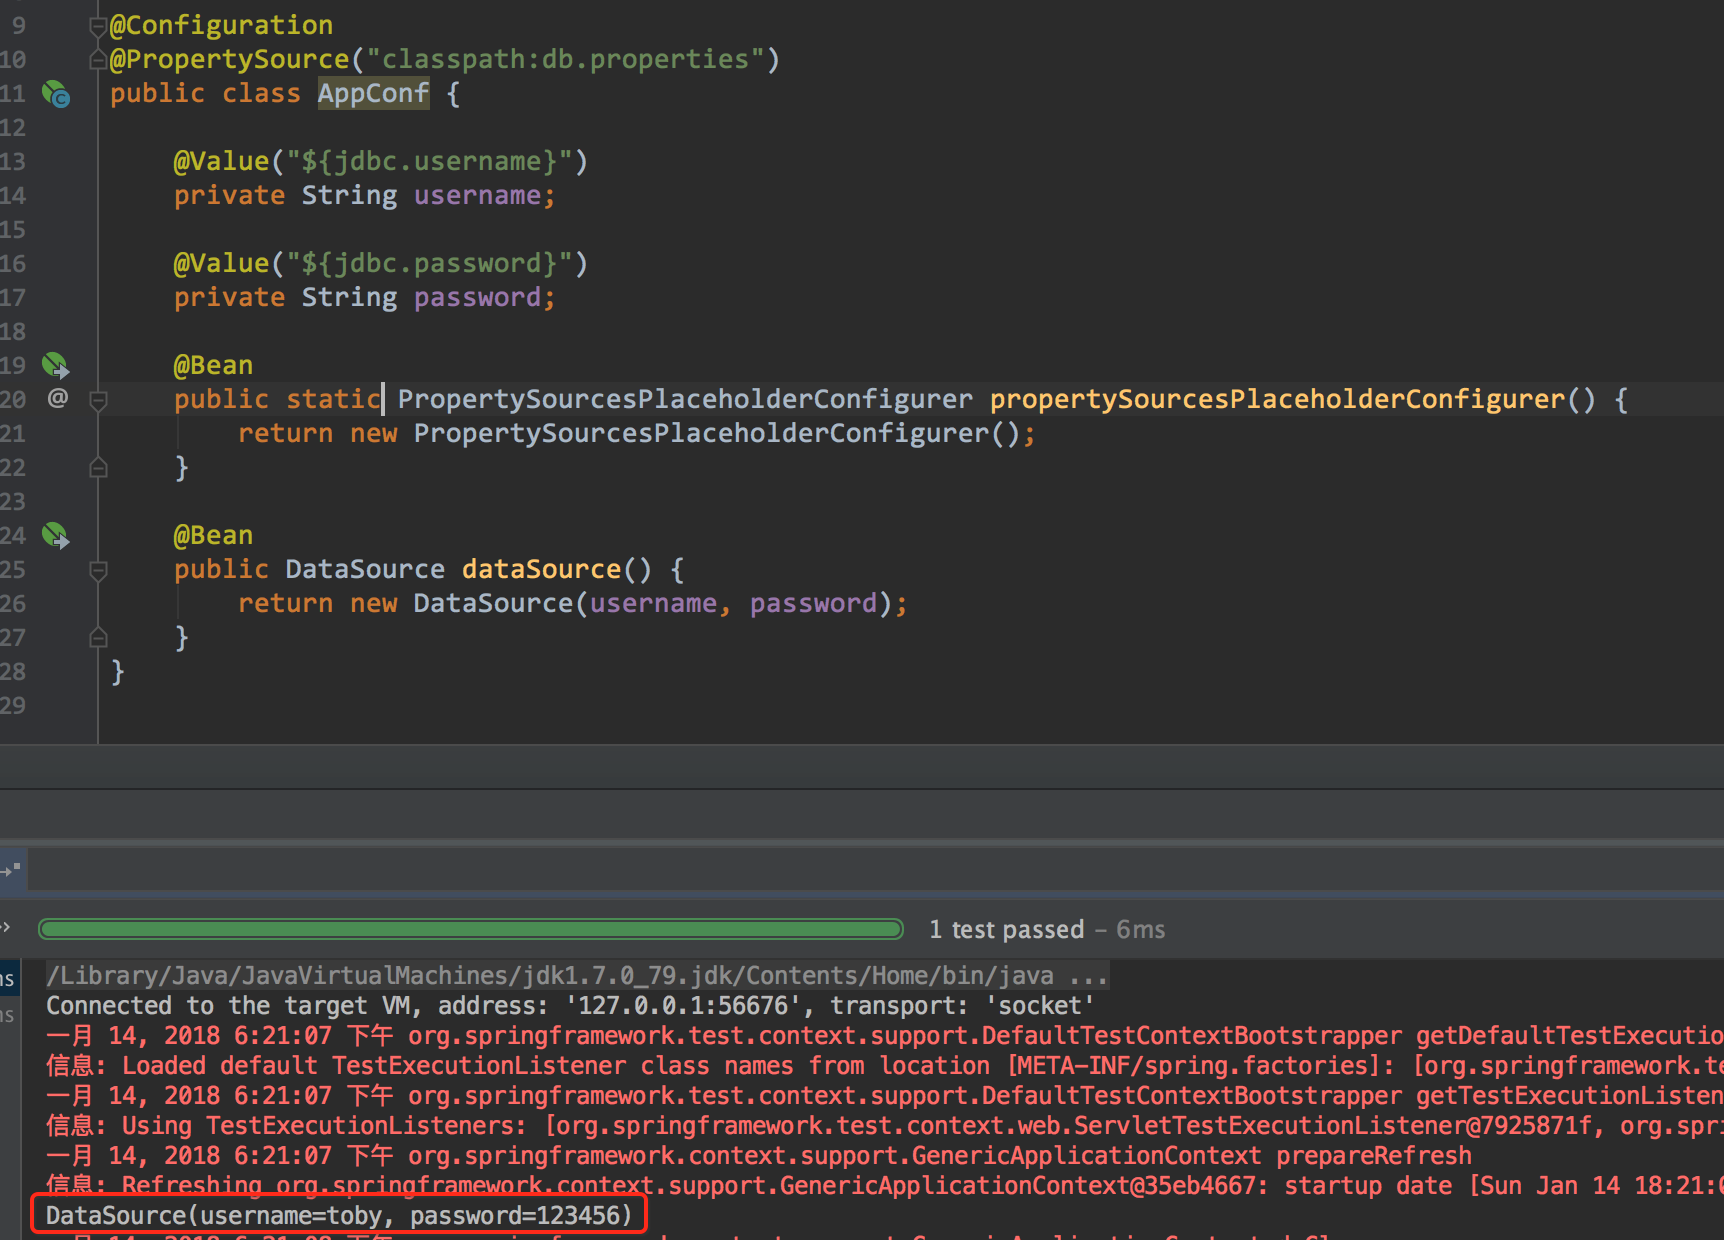 9 @Configuration
10 @PropertySource("classpath:db.properties")
11 public class AppConf {
12
13 @Value("${jdbc.username}")
14 private String username;
15
16 @Value("${jdbc.password}")
17 private String password;
18
19 @Bean
20 @ public static PropertySourcesPlaceholderConfigurer propertySourcesPlaceholderConfigurer() {
21 return new PropertySourcesPlaceholderConfigurer();
22 }
23
24 @Bean
25 public DataSource dataSource() {
26 return new DataSource(username, password);
27 }
28 }
29
1 test passed – 6ms
/Library/Java/JavaVirtualMachines/jdk1.7.0_79.jdk/Contents/Home/bin/java ...
Connected to the target VM, address: '127.0.0.1:56676', transport: 'socket'
一月 14, 2018 6:21:07 下午 org.springframework.test.context.support.DefaultTestContextBootstrapper getDefaultTestExecutio
信息: Loaded default TestExecutionListener class names from location [META-INF/spring.factories]: [org.springframework.te
一月 14, 2018 6:21:07 下午 org.springframework.test.context.support.DefaultTestContextBootstrapper getTestExecutionListen
信息: Using TestExecutionListeners: [org.springframework.test.context.web.ServletTestExecutionListener@7925871f, org.spri
一月 14, 2018 6:21:07 下午 org.springframework.context.support.GenericApplicationContext prepareRefresh
信息: Refreshing org.springframework.context.support.GenericApplicationContext@35eb4667: startup date [Sun Jan 14 18:21:0
DataSource(username=toby, password=123456)